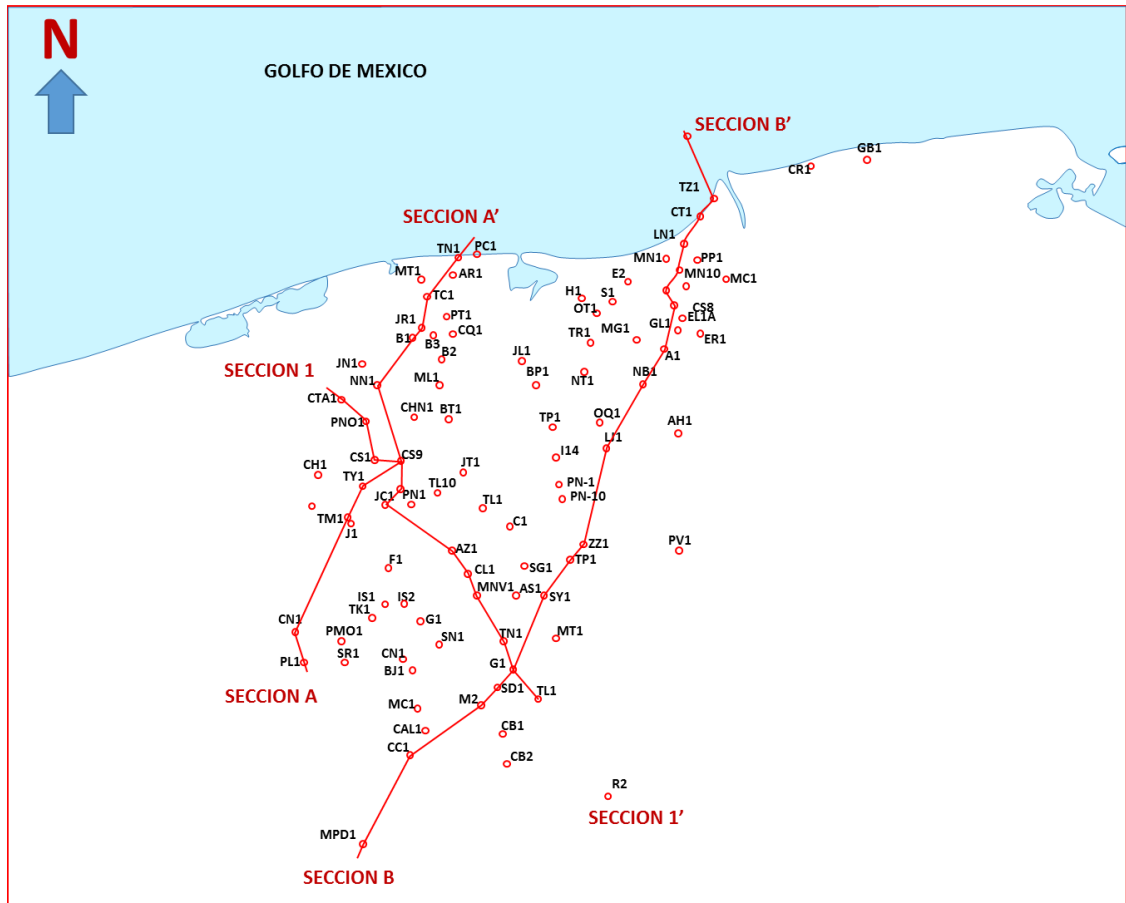 N
GOLFO DE MEXICO
SECCION B'
GB1
CR1
TZ1
CT1
SECCION A'
LN1
TN1
PC1
MN1
PP1
MT1
AR1
E2
MN10
MC1
TC1
H1
S1
OT1
CS8
PT1
EL1A
JR1
GL1
CQ1
B1
B3
TR1
MG1
ER1
B2
A1
JL1
JN1
SECCION 1
NN1
ML1
BP1
NT1
NB1
CTA1
CHN1
BT1
PNO1
TP1
OQ1
AH1
LJ1
CS1
CS9
I14
CH1
JT1
TY1
PN-1
TL10
JC1
PN1
PN-10
TL1
TM1
J1
C1
AZ1
ZZ1
PV1
TP1
F1
CL1
SG1
MNV1
AS1
SY1
IS1
IS2
TK1
G1
CN1
PMO1
SN1
TN1
MT1
PL1
SR1
CN1
BJ1
G1
SECCION A
SD1
TL1
MC1
M2
CAL1
CB1
CC1
CB2
R2
SECCION 1'
MPD1
SECCION B